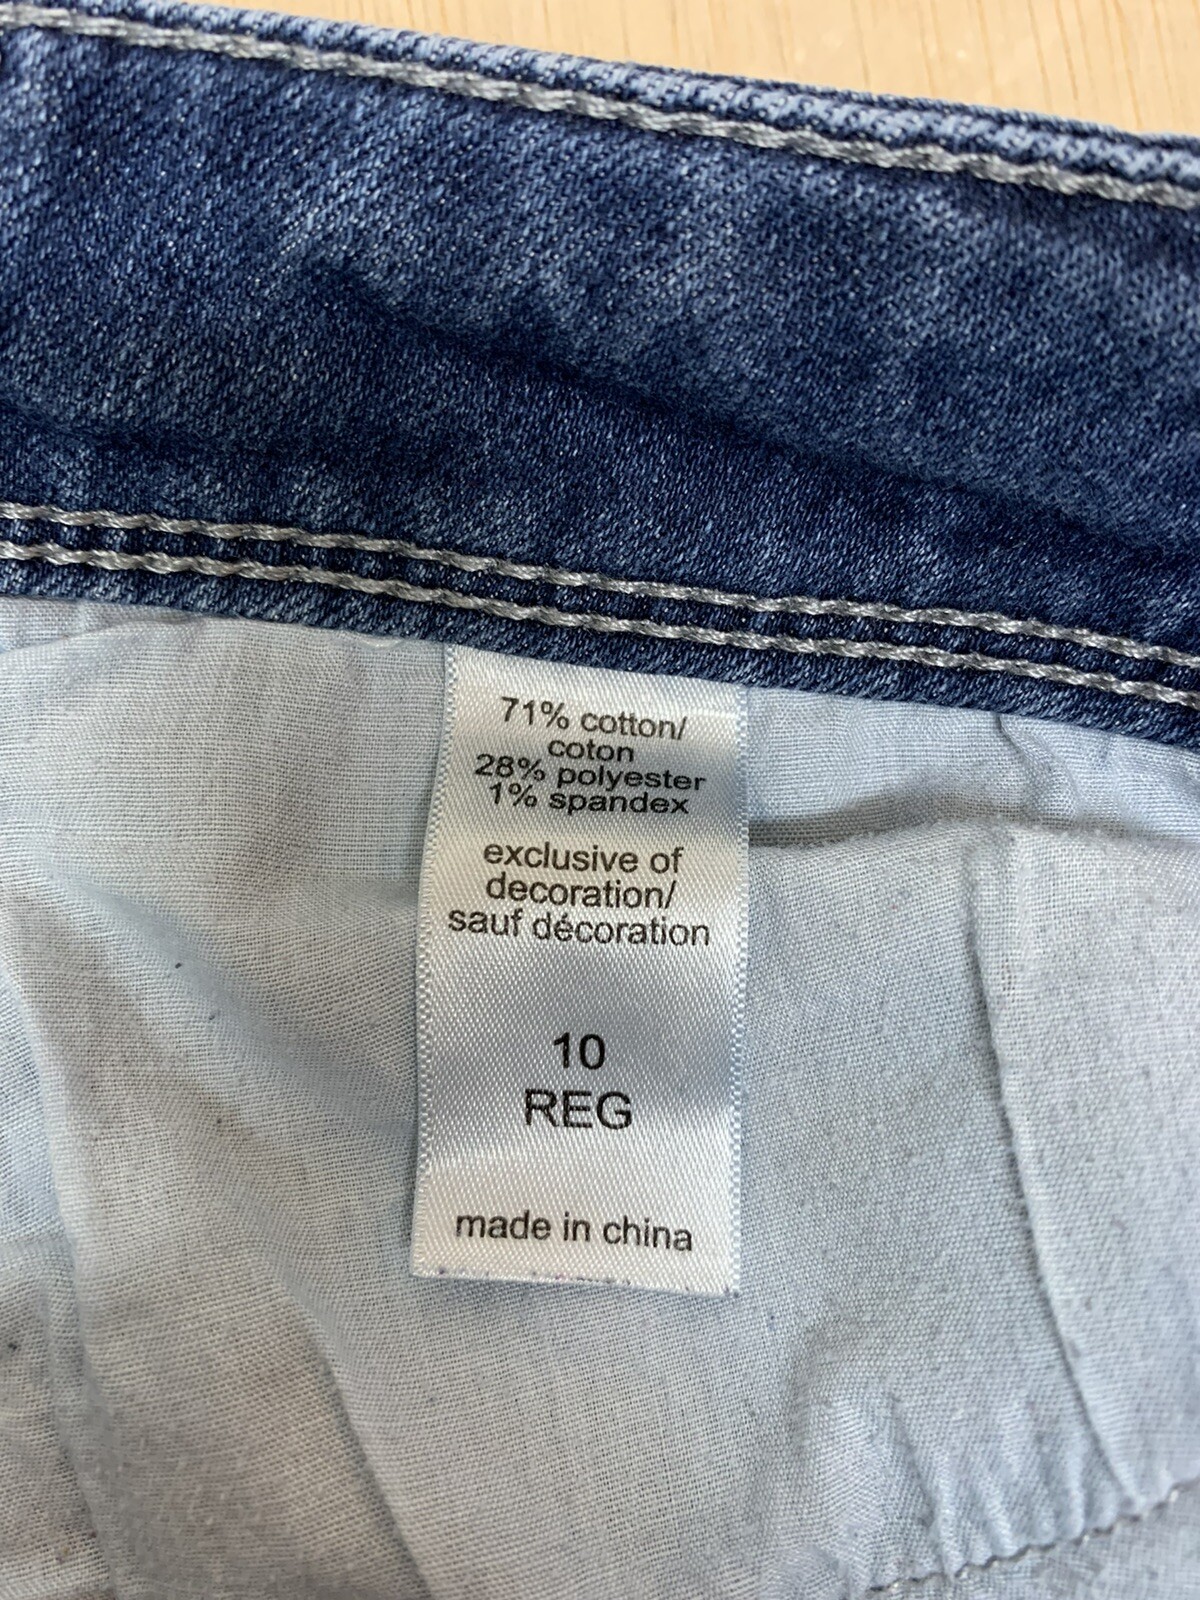 71% cotton/
coton
28% polyester
1% spandex
exclusive of
decoration/
sauf décoration
10
REG
made in china